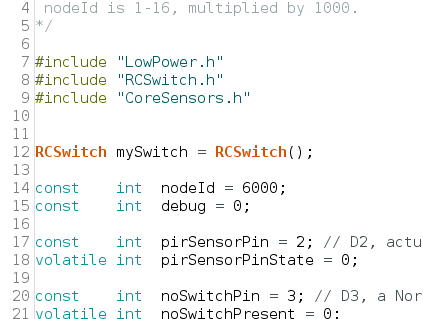 4 nodeId is 1-16, multiplied by 1000.
5 */
6
7 #include "LowPower.h"
8 #include "RCSwitch.h"
9 #include "CoreSensors.h"
10
11
12 RCSwitch mySwitch = RCSwitch();
13
14 const    int  nodeId = 6000;
15 const    int  debug = 0;
16
17 const    int  pirSensorPin = 2; // D2, actu
18 volatile int  pirSensorPinState = 0;
19
20 const    int  noSwitchPin = 3; // D3, a Nor
21 volatile int  noSwitchPresent = 0;